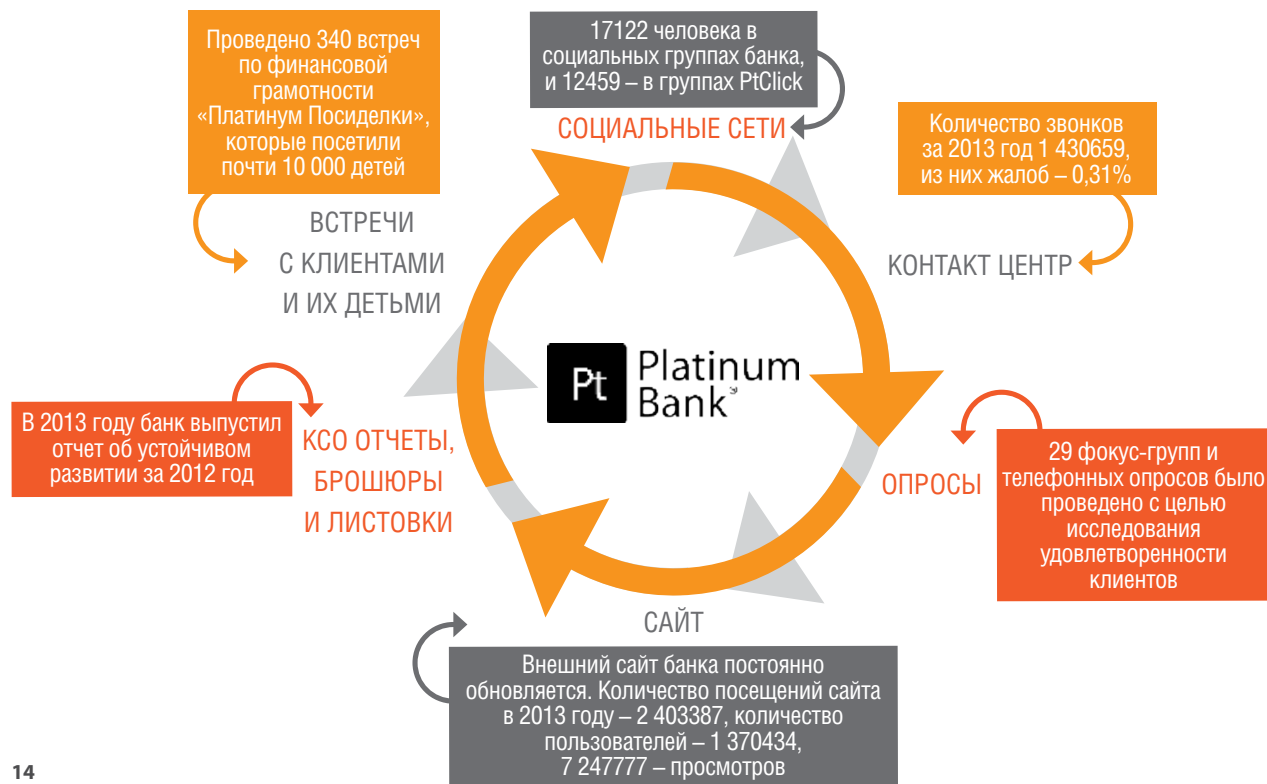 Проведено 340 встреч
по финансовой
грамотности
«Платинум Посиделки»,
которые посетили
почти 10 000 детей
ВСТРЕЧИ
С КЛИЕНТАМИ
И ИХ ДЕТЬМИ
17122 человека в
социальных группах банка,
и 12459 – в группах PtClick
СОЦИАЛЬНЫЕ СЕТИ
Количество звонков
за 2013 год 1 430659,
из них жалоб – 0,31%
КОНТАКТ ЦЕНТР
Pt
Platinum
Bank
В 2013 году банк выпустил
отчет об устойчивом
развитии за 2012 год
КСО ОТЧЕТЫ,
БРОШЮРЫ
И ЛИСТОВКИ
ОПРОСЫ
29 фокус-групп и
телефонных опросов было
проведено с целью
исследования
удовлетворенности
клиентов
САЙТ
Внешний сайт банка постоянно
обновляется. Количество посещений сайта
в 2013 году – 2 403387, количество
пользователей – 1 370434,
7 247777 – просмотров
14